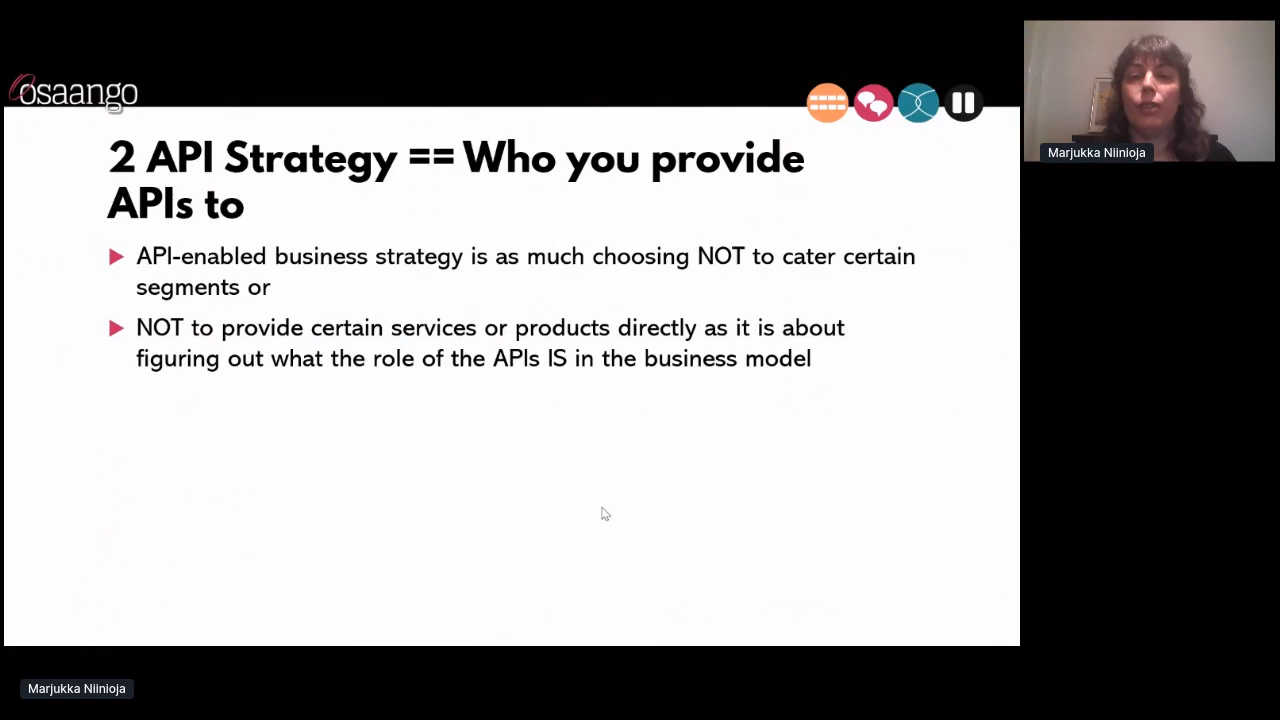 osaango
2 API Strategy == Who you provide
APIs to
API-enabled business strategy is as much choosing NOT to cater certain
segments or
NOT to provide certain services or products directly as it is about
figuring out what the role of the APIs IS in the business model
Marjukka Niinioja
Marjukka Niinioja